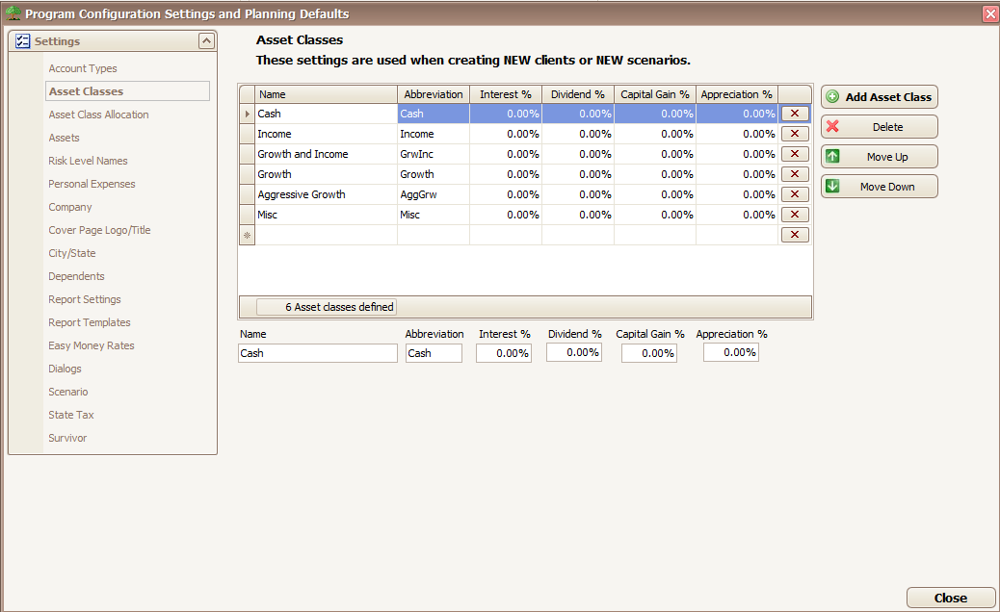 Program Configuration Settings and Planning Defaults
Settings
Account Types
Asset Classes
Asset Class Allocation
Assets
Risk Level Names
Personal Expenses
Company
Cover Page Logo/Title
City/State
Dependents
Report Settings
Report Templates
Easy Money Rates
Dialogs
Scenario
State Tax
Survivor
Asset Classes
These settings are used when creating NEW clients or NEW scenarios.
Name Abbreviation Interest % Dividend % Capital Gain % Appreciation %
Cash Cash 0.00% 0.00% 0.00% 0.00%
Income Income 0.00% 0.00% 0.00% 0.00%
Growth and Income GrwInc 0.00% 0.00% 0.00% 0.00%
Growth Growth 0.00% 0.00% 0.00% 0.00%
Aggressive Growth AggGrw 0.00% 0.00% 0.00% 0.00%
Misc Misc 0.00% 0.00% 0.00% 0.00%
6 Asset classes defined
Name Abbreviation Interest % Dividend % Capital Gain % Appreciation %
Cash Cash 0.00% 0.00% 0.00% 0.00%
Add Asset Class
Delete
Move Up
Move Down
Close